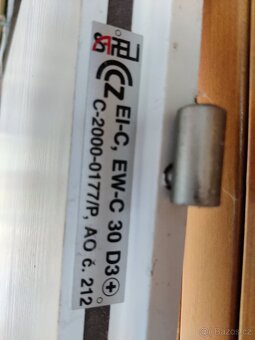 CZ EI-C, EW-C 30 D3+
C-2000-0177/P, AO č. 212